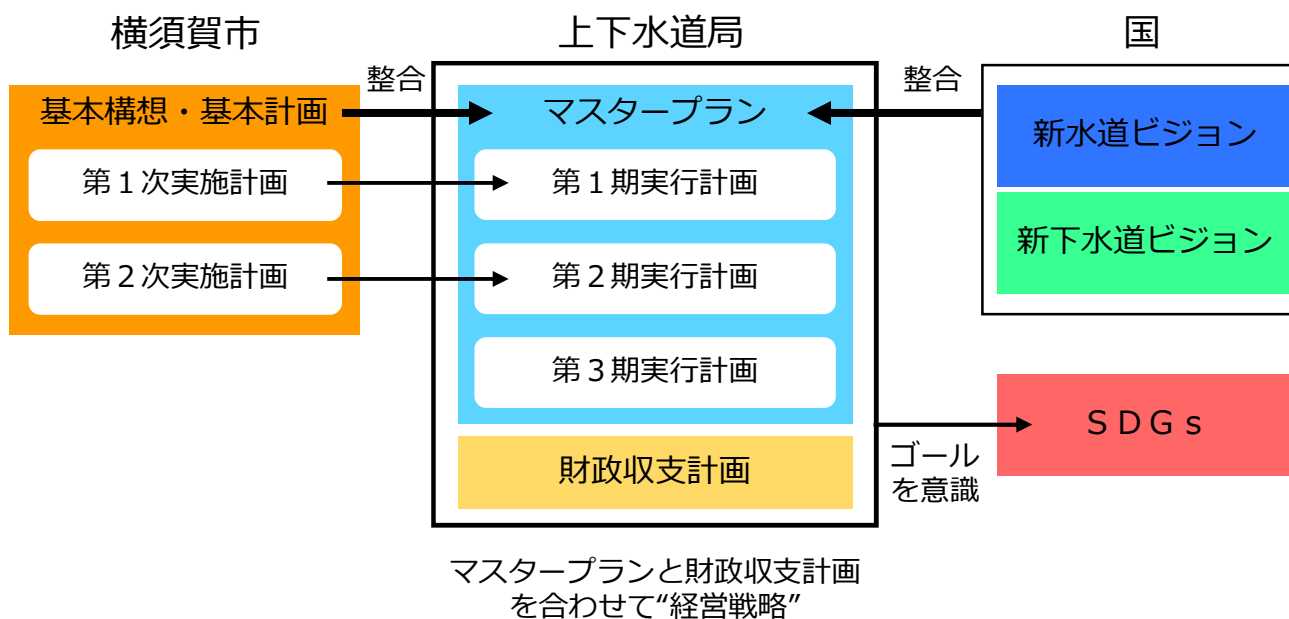 横須賀市
上下水道局
国
整合
整合
基本構想・基本計画
第１次実施計画
第２次実施計画
マスタープラン
第１期実行計画
第２期実行計画
第３期実行計画
財政収支計画
新水道ビジョン
新下水道ビジョン
ＳＤＧｓ
ゴール
を意識
マスタープランと財政収支計画
を合わせて“経営戦略”